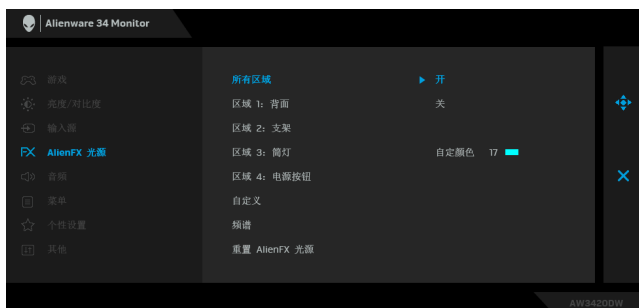 Alienware 34 Monitor
游戏
亮度/对比度
输入源
AlienFX 光源
音频
菜单
个性设置
其他
所有区域 开
区域 1: 背面 关
区域 2: 支架
区域 3: 筒灯 自定颜色 17
区域 4: 电源按钮
自定义
频谱
重置 AlienFX 光源
AW3420DW